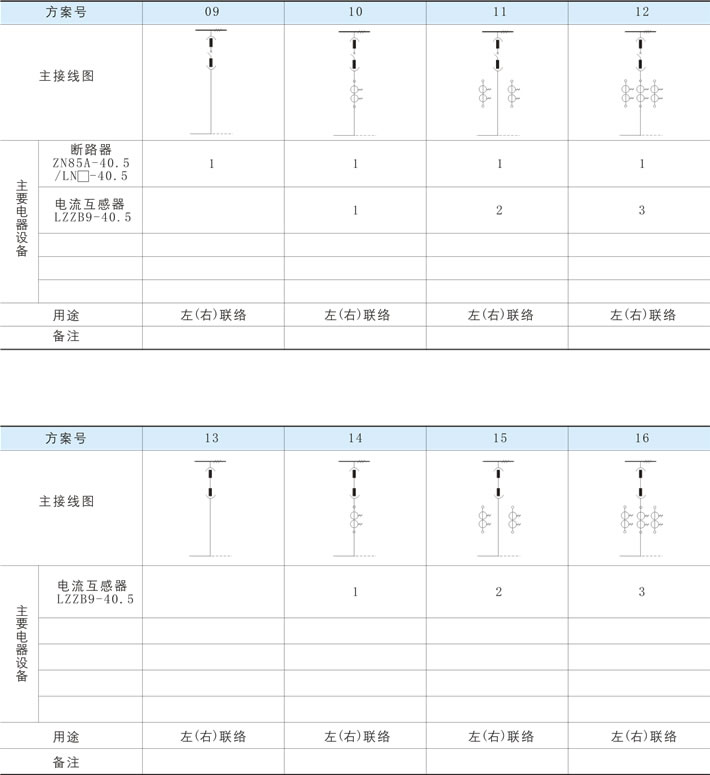 方案号 09 10 11 12
主接线图
主要电器设备
断路器
ZN85A-40.5
/LN□-40.5
1 1 1 1
电流互感器
LZZB9-40.5
1 2 3
用途 左(右)联络 左(右)联络 左(右)联络 左(右)联络
备注
方案号 13 14 15 16
主接线图
主要电器设备
电流互感器
LZZB9-40.5
1 2 3
用途 左(右)联络 左(右)联络 左(右)联络 左(右)联络
备注